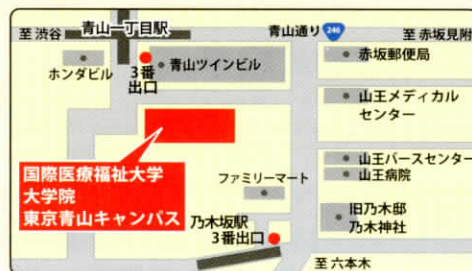 青山一丁目駅
青山通り
246
至 渋谷
至 赤坂見附
ホンダビル
3番
出口
青山ツインビル
赤坂郵便局
山王メディカル
センター
国際医療福祉大学
大学院
東京青山キャンパス
ファミリーマート
山王バースセンター
山王病院
乃木坂駅
3番出口
旧乃木邸
乃木神社
至 六本木